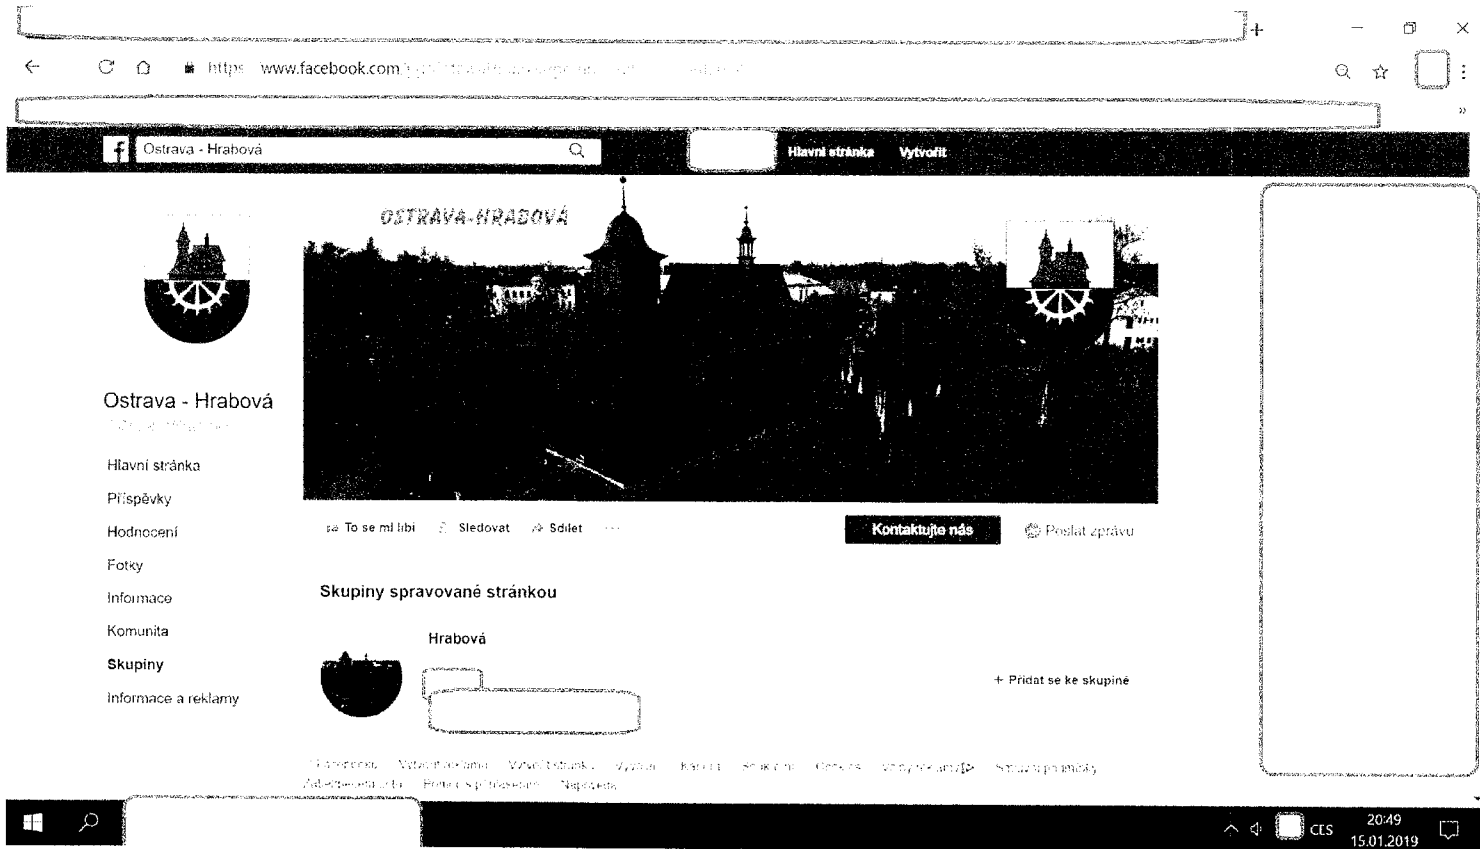 https www.facebook.com
Ostrava - Hrabová
Hlavní stránka Vytvořit
OSTRAVA-HRABOVÁ
Ostrava - Hrabová
Hlavní stránka
Příspěvky
Hodnocení
Fotky
Informace
Komunita
Skupiny
Informace a reklamy
To se mi líbí Sledovat Sdílet ...
Kontaktujte nás Poslat zprávu
Skupiny spravované stránkou
Hrabová
+ Přidat se ke skupině
CES 20:49
15.01.2019